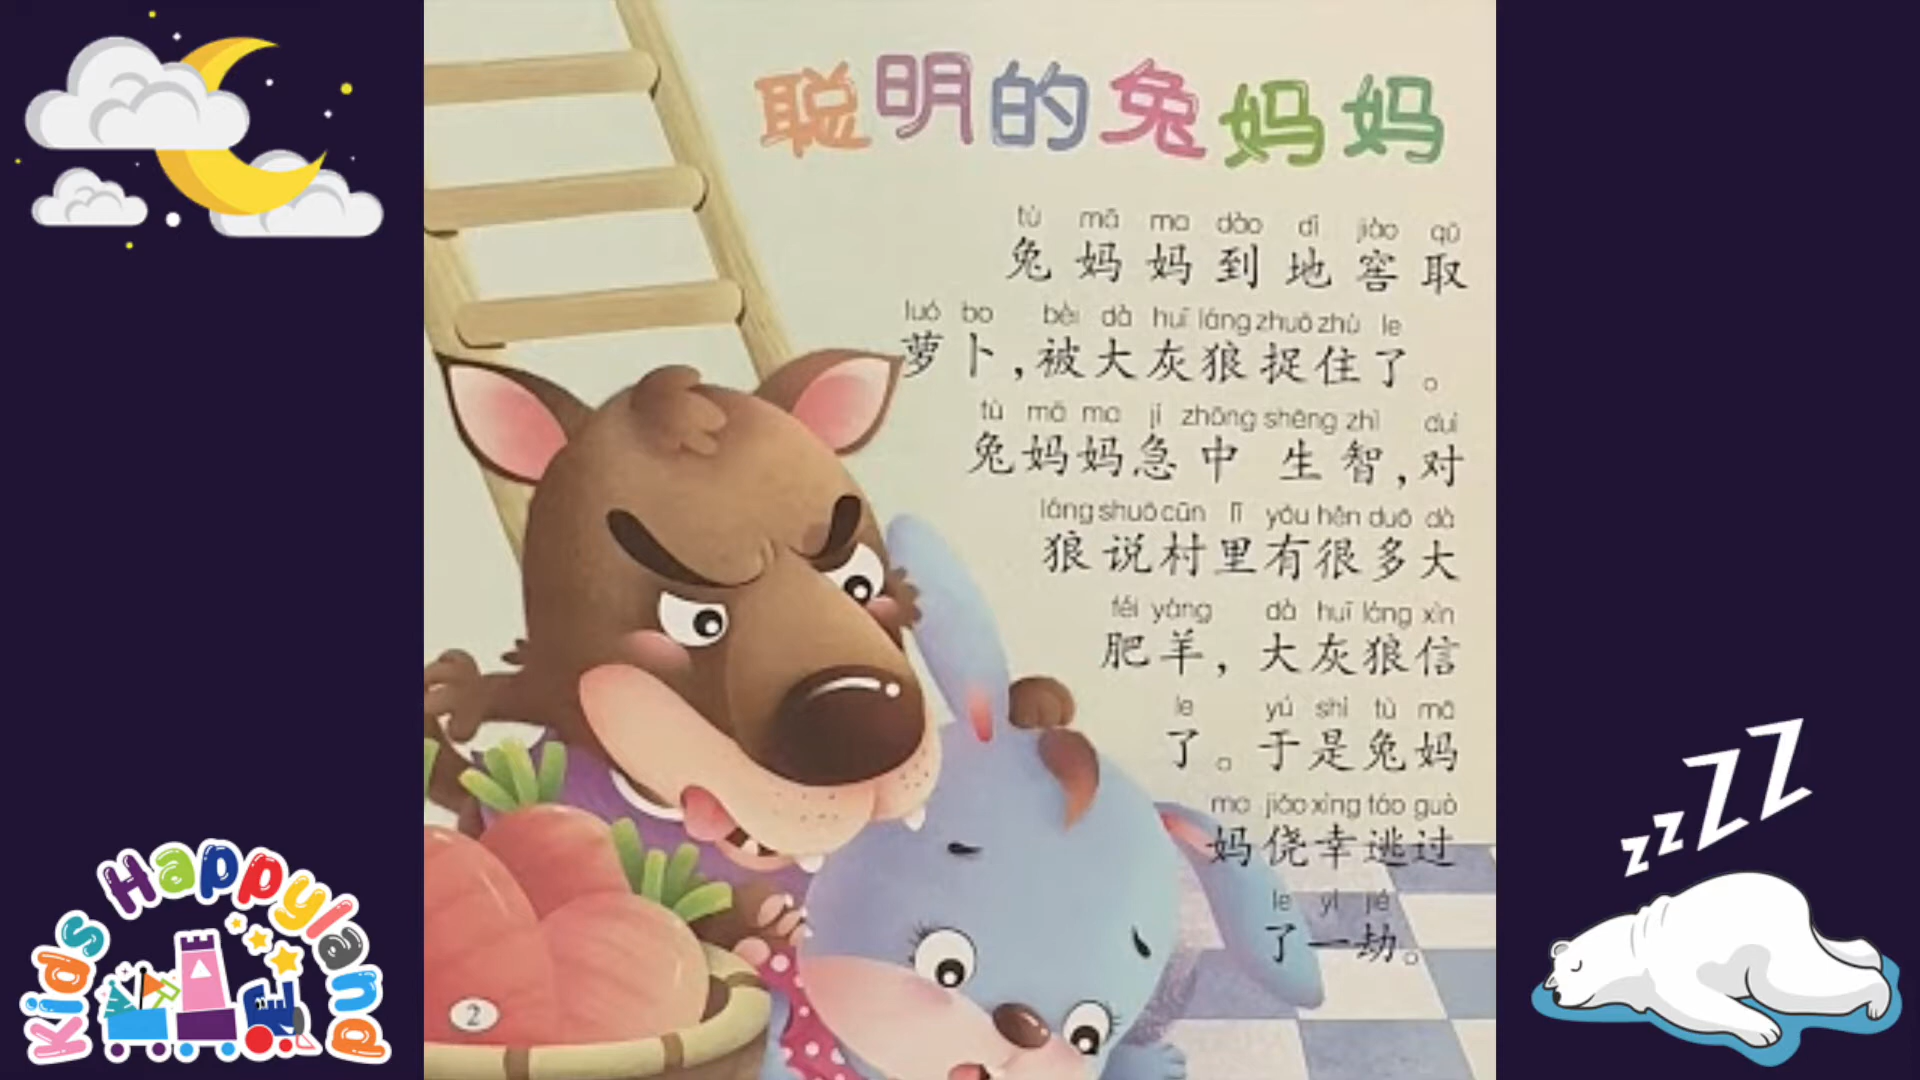 聪明的兔妈妈
tù mā ma dào dì jiào qǔ
兔妈妈到地窖取
luó bo bèi dà huī láng zhuō zhù le
萝卜，被大灰狼捉住了。
tù mā ma jí zhōng shēng zhì duì
兔妈妈急中生智，对
láng shuō cūn lǐ yǒu hěn duō dà
狼说村里有很多大
féi yáng dà huī láng xìn
肥羊，大灰狼信
le yú shì tù mā
了。于是兔妈
ma jiǎo xìng táo guò
妈侥幸逃过
le yì jié
了一劫。
2
Kids Happyland
zzZZ